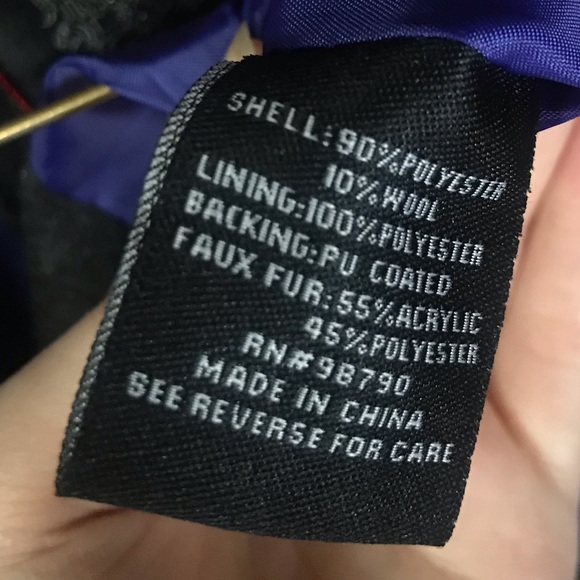 SHELL:90%POLYESTER
10%WOOL
LINING:100%POLYESTER
BACKING:PU COATED
FAUX FUR:55%ACRYLIC
45%POLYESTER
RN#98790
MADE IN CHINA
SEE REVERSE FOR CARE